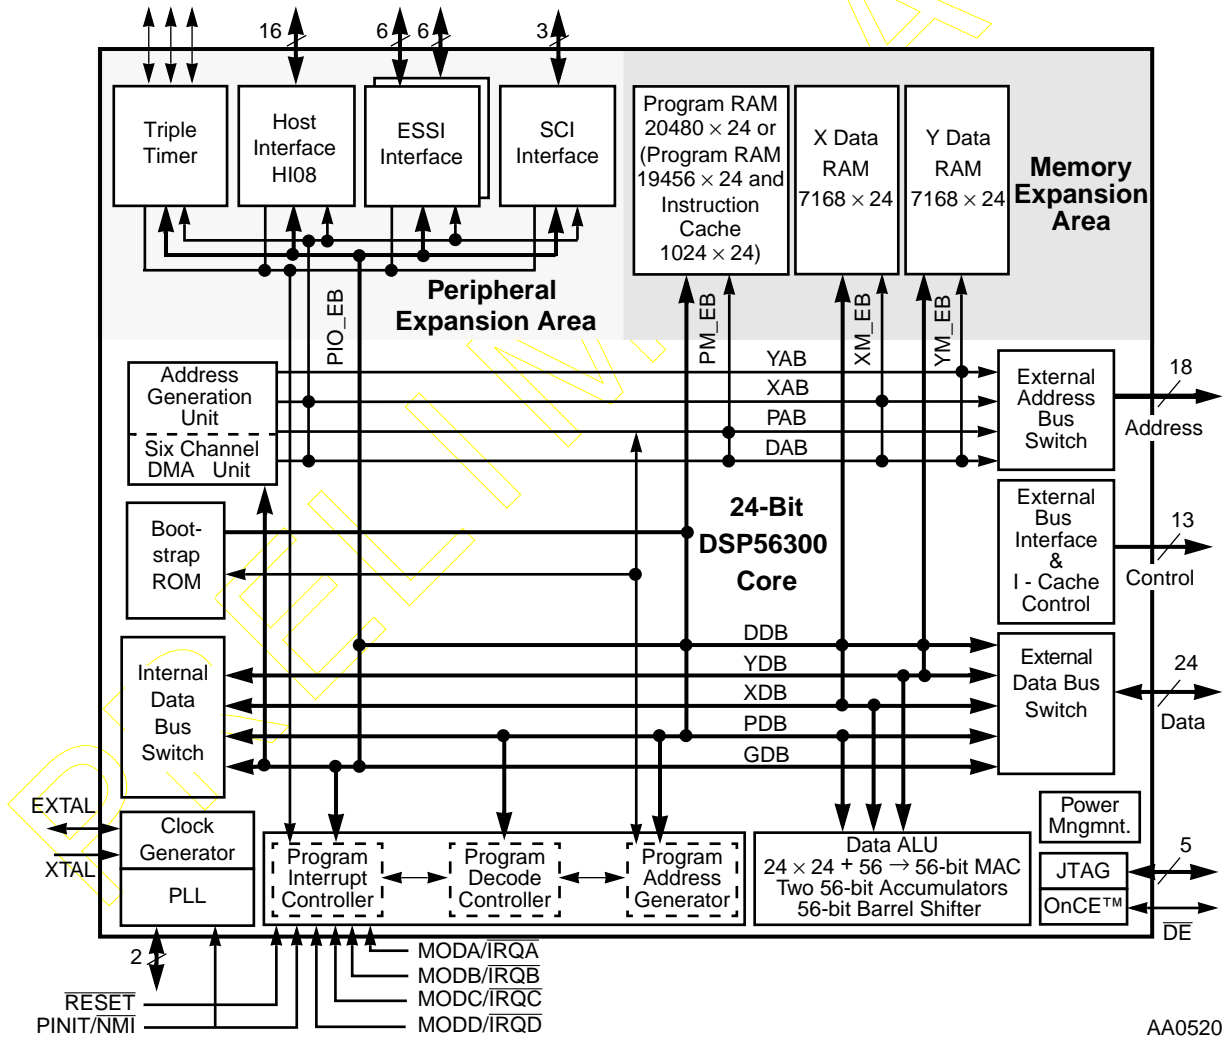 16
6
6
3
Triple
Timer
Host
Interface
HI08
ESSI
Interface
SCI
Interface
Program RAM
20480 × 24 or
(Program RAM
19456 × 24 and
Instruction
Cache
1024 × 24)
X Data
RAM
7168 × 24
Y Data
RAM
7168 × 24
Memory
Expansion
Area
Peripheral
Expansion Area
PIO_EB
PM_EB
XM_EB
YM_EB
Address
Generation
Unit
Six Channel
DMA Unit
YAB
XAB
PAB
DAB
External
Address
Bus
Switch
18
Address
Boot-
strap
ROM
24-Bit
DSP56300
Core
External
Bus
Interface
&
I - Cache
Control
13
Control
Internal
Data
Bus
Switch
DDB
YDB
XDB
PDB
GDB
External
Data Bus
Switch
24
Data
EXTAL
XTAL
Clock
Generator
PLL
2
Program
Interrupt
Controller
Program
Decode
Controller
Program
Address
Generator
Data ALU
24 × 24 + 56 → 56-bit MAC
Two 56-bit Accumulators
56-bit Barrel Shifter
Power
Mngmnt.
JTAG
OnCE™
5
DE
MODA/IRQA
MODB/IRQB
MODC/IRQC
MODD/IRQD
RESET
PINIT/NMI
AA0520